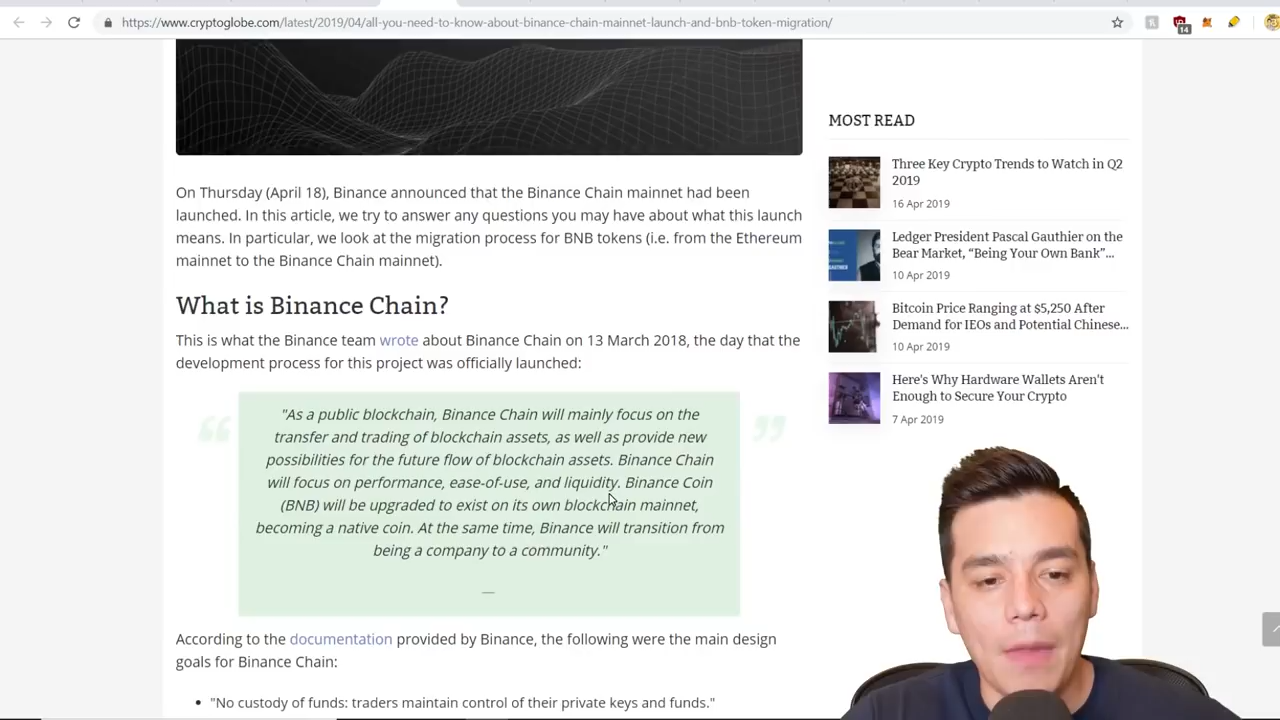 https://www.cryptoglobe.com/latest/2019/04/all-you-need-to-know-about-binance-chain-mainnet-launch-and-bnb-token-migration/
14
On Thursday (April 18), Binance announced that the Binance Chain mainnet had been
launched. In this article, we try to answer any questions you may have about what this launch
means. In particular, we look at the migration process for BNB tokens (i.e. from the Ethereum
mainnet to the Binance Chain mainnet).
What is Binance Chain?
This is what the Binance team wrote about Binance Chain on 13 March 2018, the day that the
development process for this project was officially launched:
"As a public blockchain, Binance Chain will mainly focus on the
transfer and trading of blockchain assets, as well as provide new
possibilities for the future flow of blockchain assets. Binance Chain
will focus on performance, ease-of-use, and liquidity. Binance Coin
(BNB) will be upgraded to exist on its own blockchain mainnet,
becoming a native coin. At the same time, Binance will transition from
being a company to a community."
—
According to the documentation provided by Binance, the following were the main design
goals for Binance Chain:
• "No custody of funds: traders maintain control of their private keys and funds."
MOST READ
Three Key Crypto Trends to Watch in Q2
2019
16 Apr 2019
Ledger President Pascal Gauthier on the
Bear Market, “Being Your Own Bank”...
10 Apr 2019
Bitcoin Price Ranging at $5,250 After
Demand for IEOs and Potential Chinese...
10 Apr 2019
Here's Why Hardware Wallets Aren't
Enough to Secure Your Crypto
7 Apr 2019